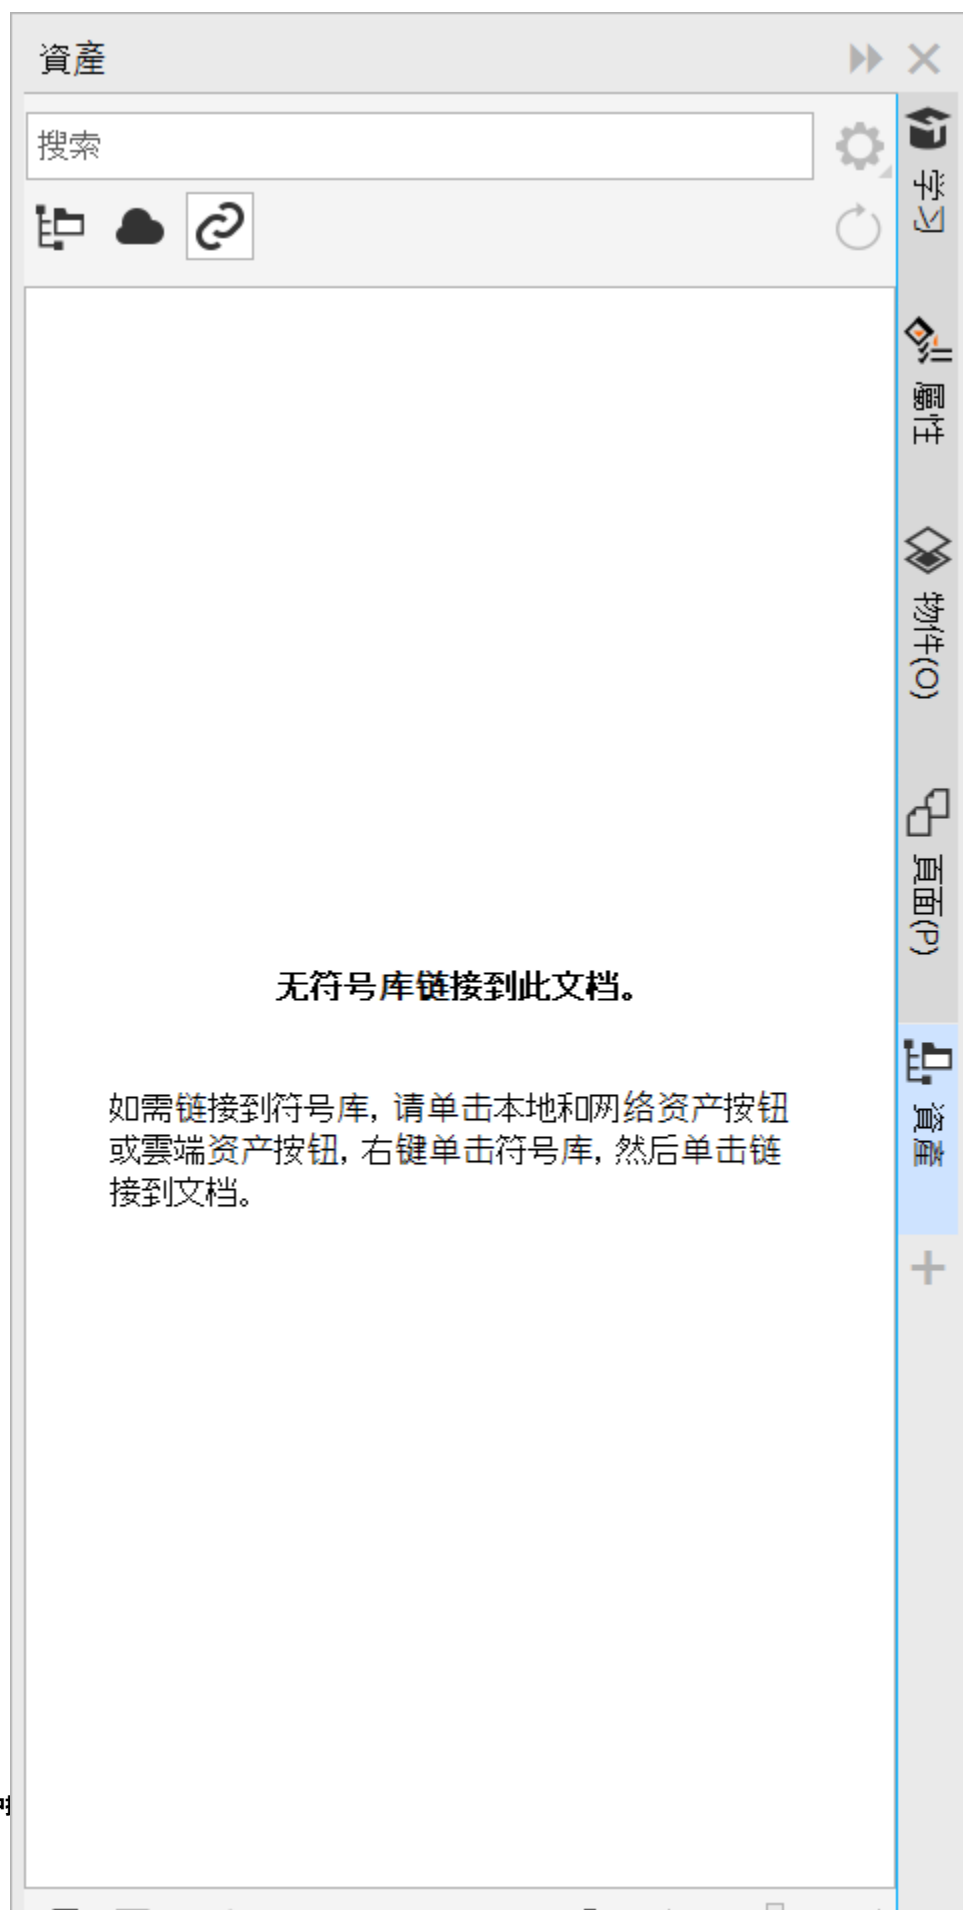 資產
搜索
学习
屬性
物件(O)
頁面(P)
資產
无符号库链接到此文档。
如需链接到符号库, 请单击本地和网络资产按钮
或雲端资产按钮, 右键单击符号库, 然后单击链
接到文档。